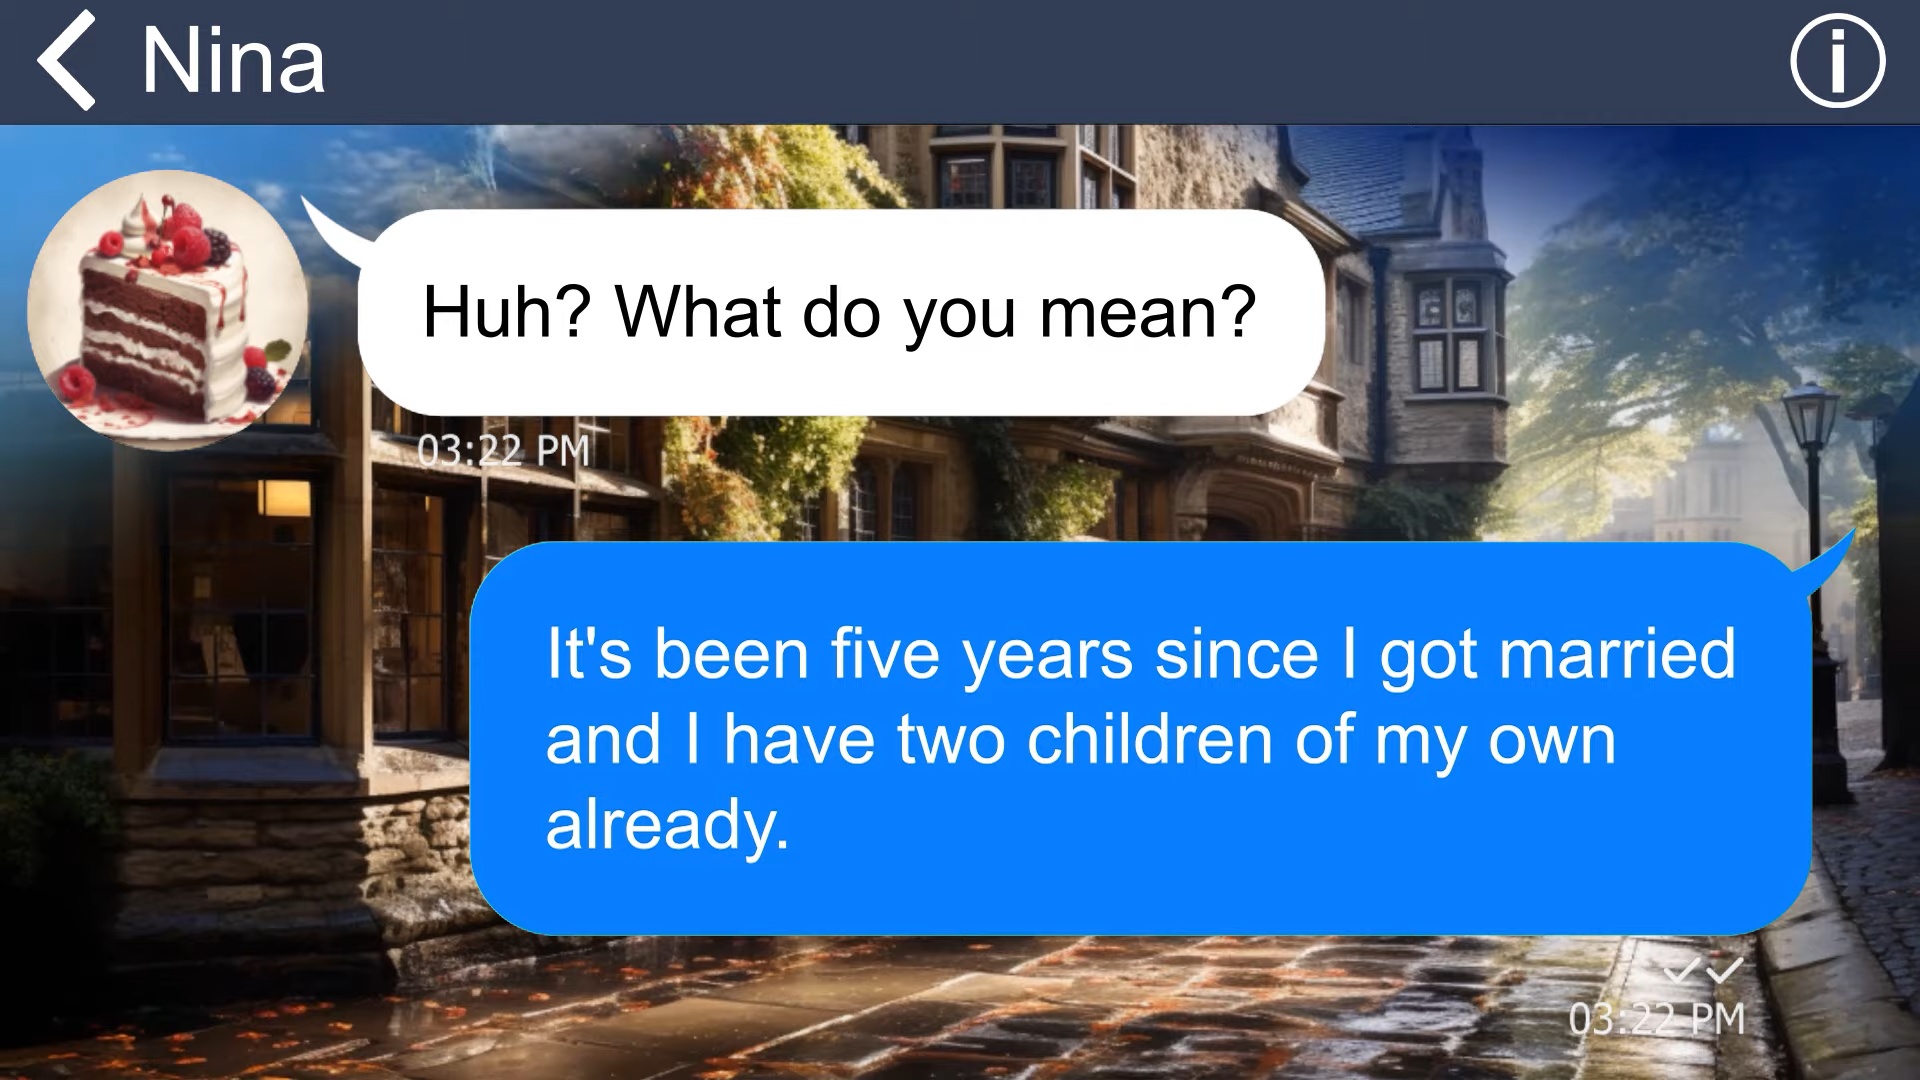 Nina
Huh? What do you mean?
03:22 PM
It's been five years since I got married
and I have two children of my own
already.
03:22 PM